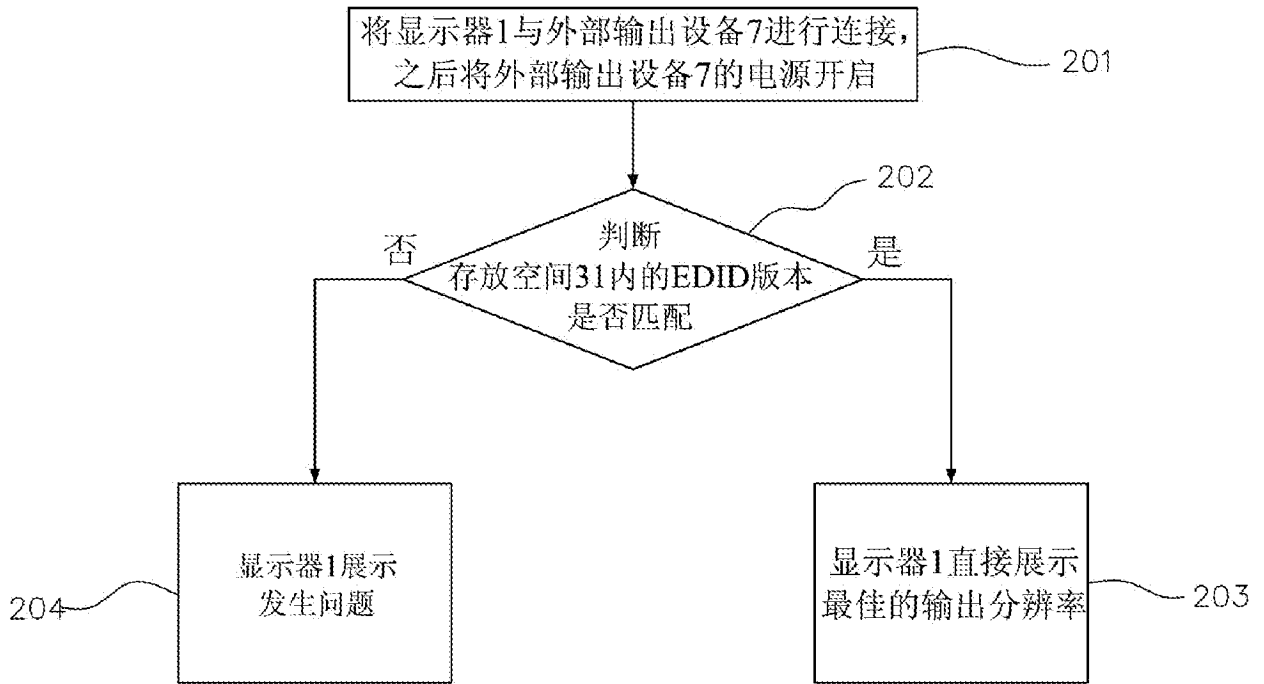 将显示器1与外部输出设备7进行连接，
之后将外部输出设备7的电源开启
201
202
否
判断
存放空间31内的EDID版本
是否匹配
是
显示器1展示
发生问题
204
显示器1直接展示
最佳的输出分辨率
203